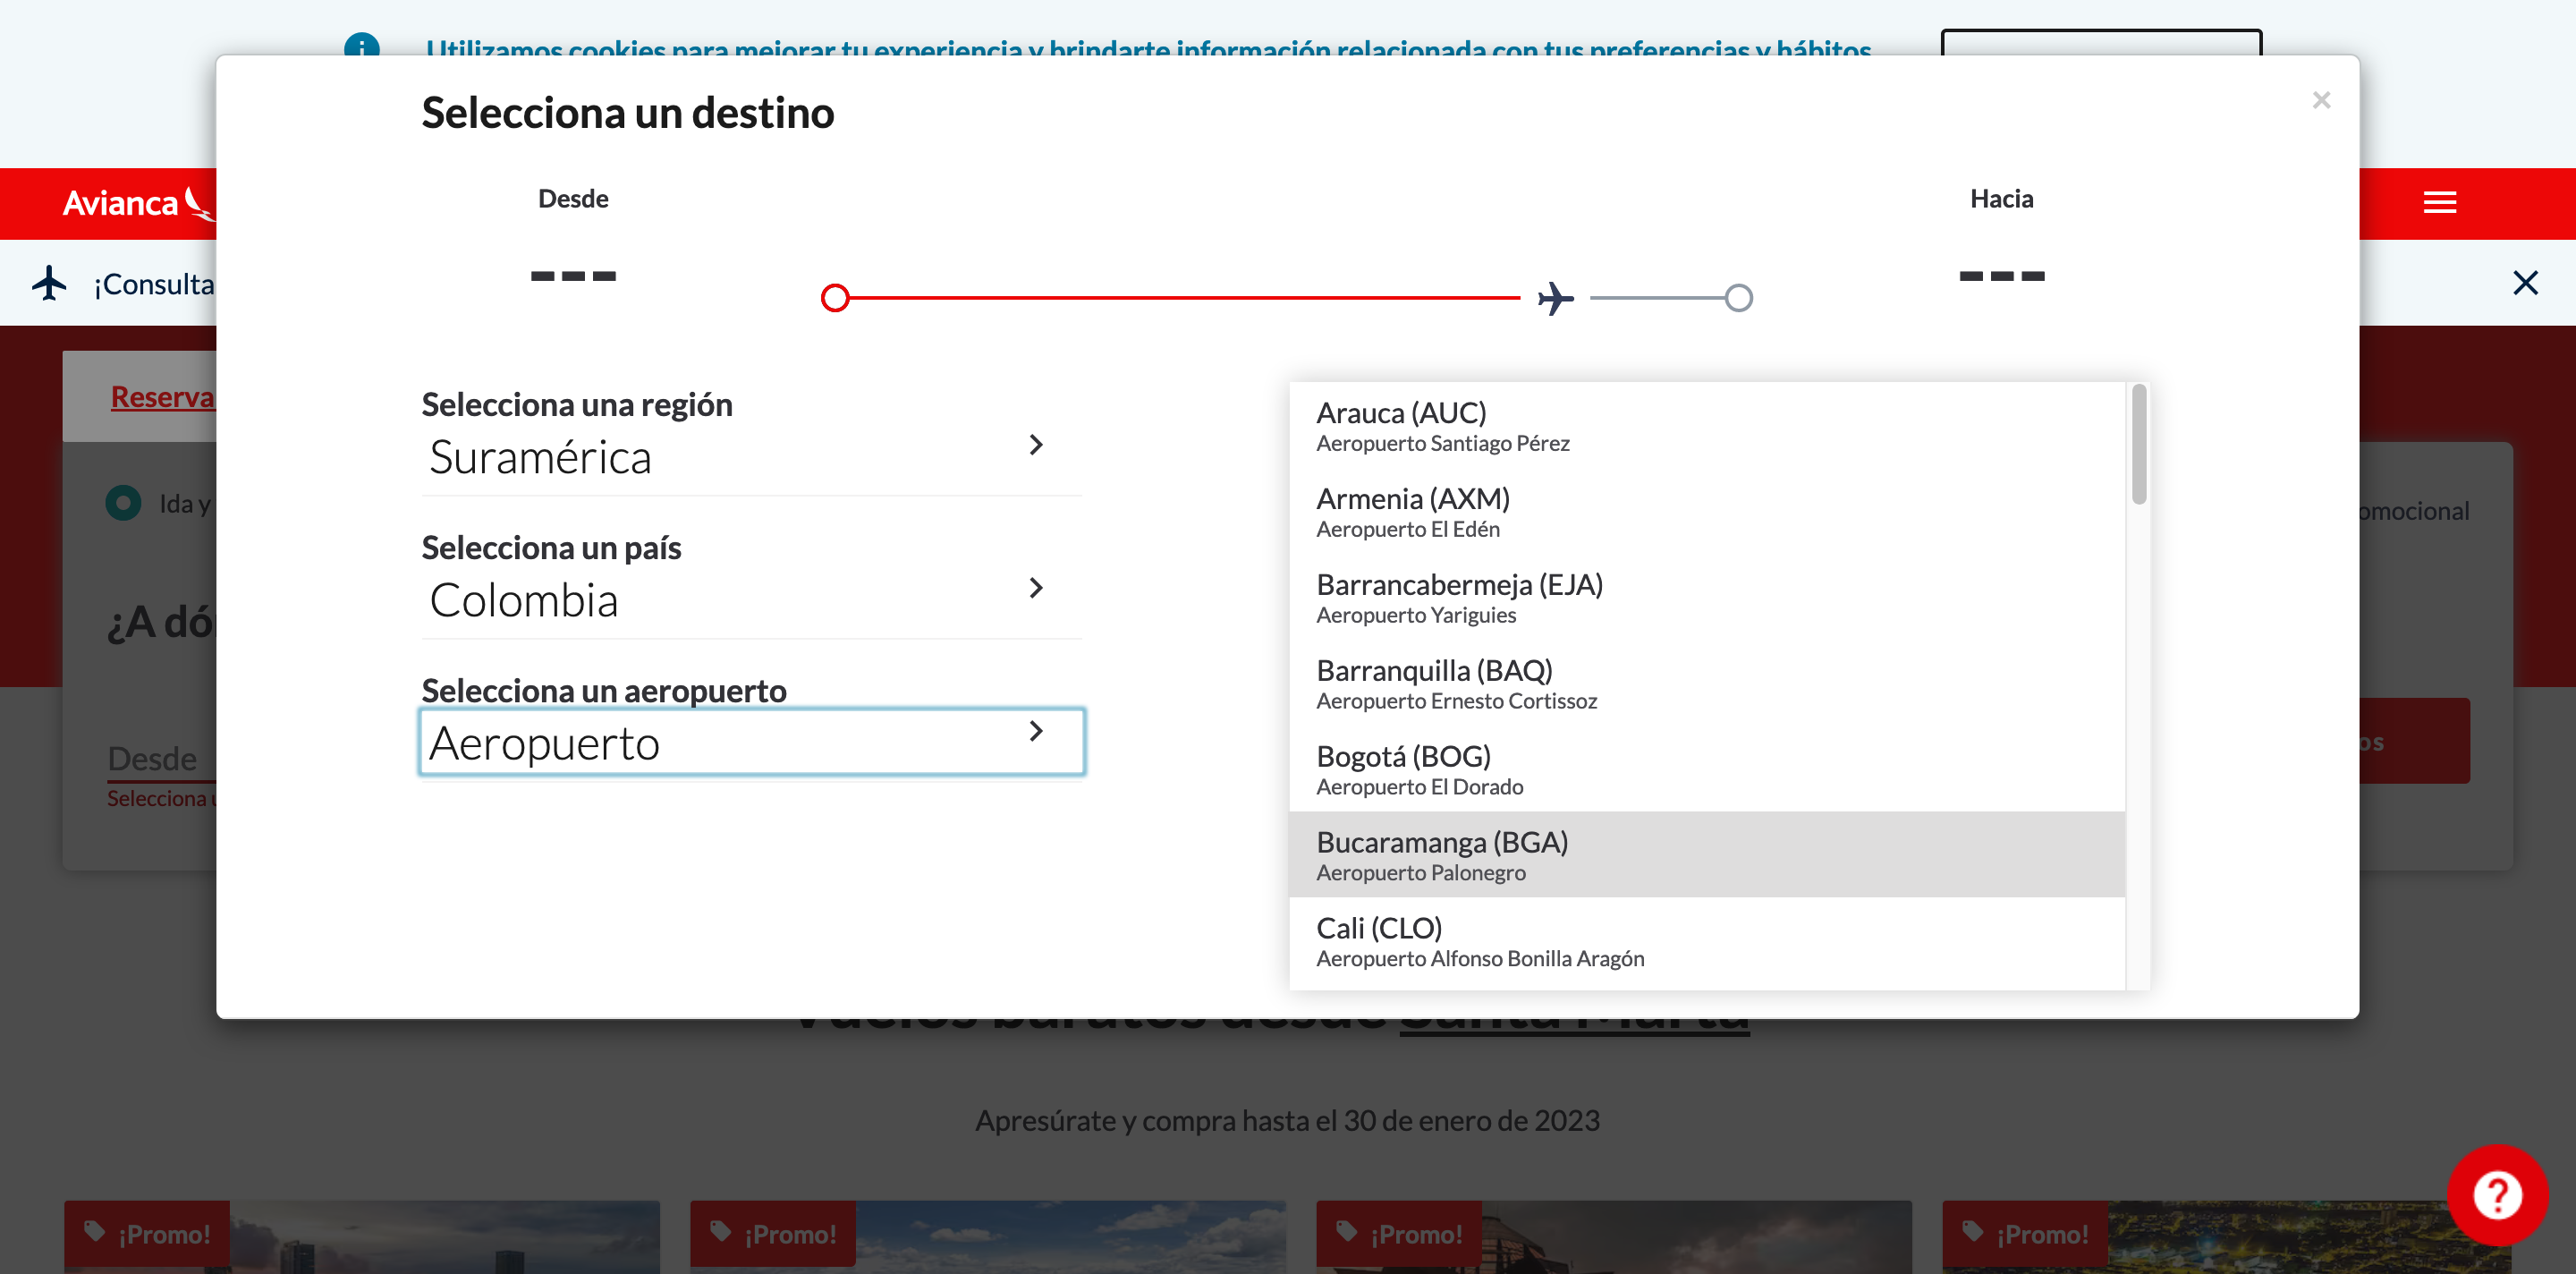 Utilizamos cookies para mejorar tu experiencia y brindarte información relacionada con tus preferencias y hábitos
Selecciona un destino
×
Desde
Hacia
Avianca
---
---
¡Consulta
Reserva
Selecciona una región
Suramérica
Ida y
Selecciona un país
Colombia
¿A dó
Selecciona un aeropuerto
Aeropuerto
Desde
Selecciona
Arauca (AUC)
Aeropuerto Santiago Pérez
Armenia (AXM)
Aeropuerto El Edén
Barrancabermeja (EJA)
Aeropuerto Yariguies
Barranquilla (BAQ)
Aeropuerto Ernesto Cortissoz
Bogotá (BOG)
Aeropuerto El Dorado
Bucaramanga (BGA)
Aeropuerto Palonegro
Cali (CLO)
Aeropuerto Alfonso Bonilla Aragón
omocional
os
Vuelos baratos desde Santa Marta
Apresúrate y compra hasta el 30 de enero de 2023
¡Promo!
¡Promo!
¡Promo!
¡Promo!
?